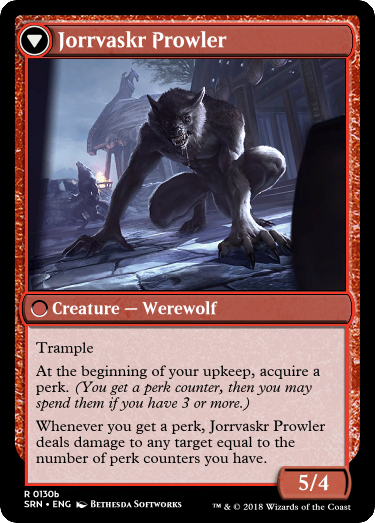 Jorrvaskr Prowler
Creature — Werewolf
Trample
At the beginning of your upkeep, acquire a
perk. (You get a perk counter, then you may
spend them if you have 3 or more.)
Whenever you get a perk, Jorrvaskr Prowler
deals damage to any target equal to the
number of perk counters you have.
5/4
R 0130b
SRN • ENG Bethesda Softworks
™ & © 2018 Wizards of the Coast